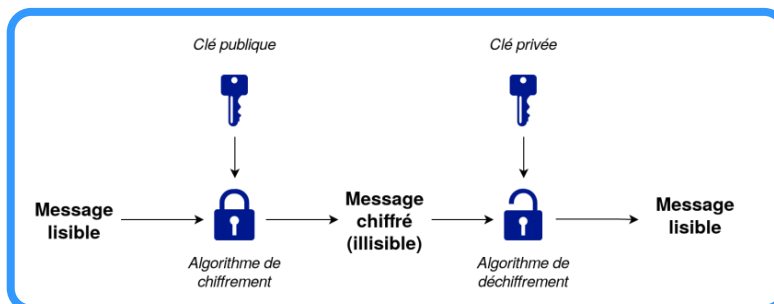 Clé publique
Clé privée
Message
lisible
Message
chiffré
(illisible)
Message
lisible
Algorithme de
chiffrement
Algorithme de
déchiffrement